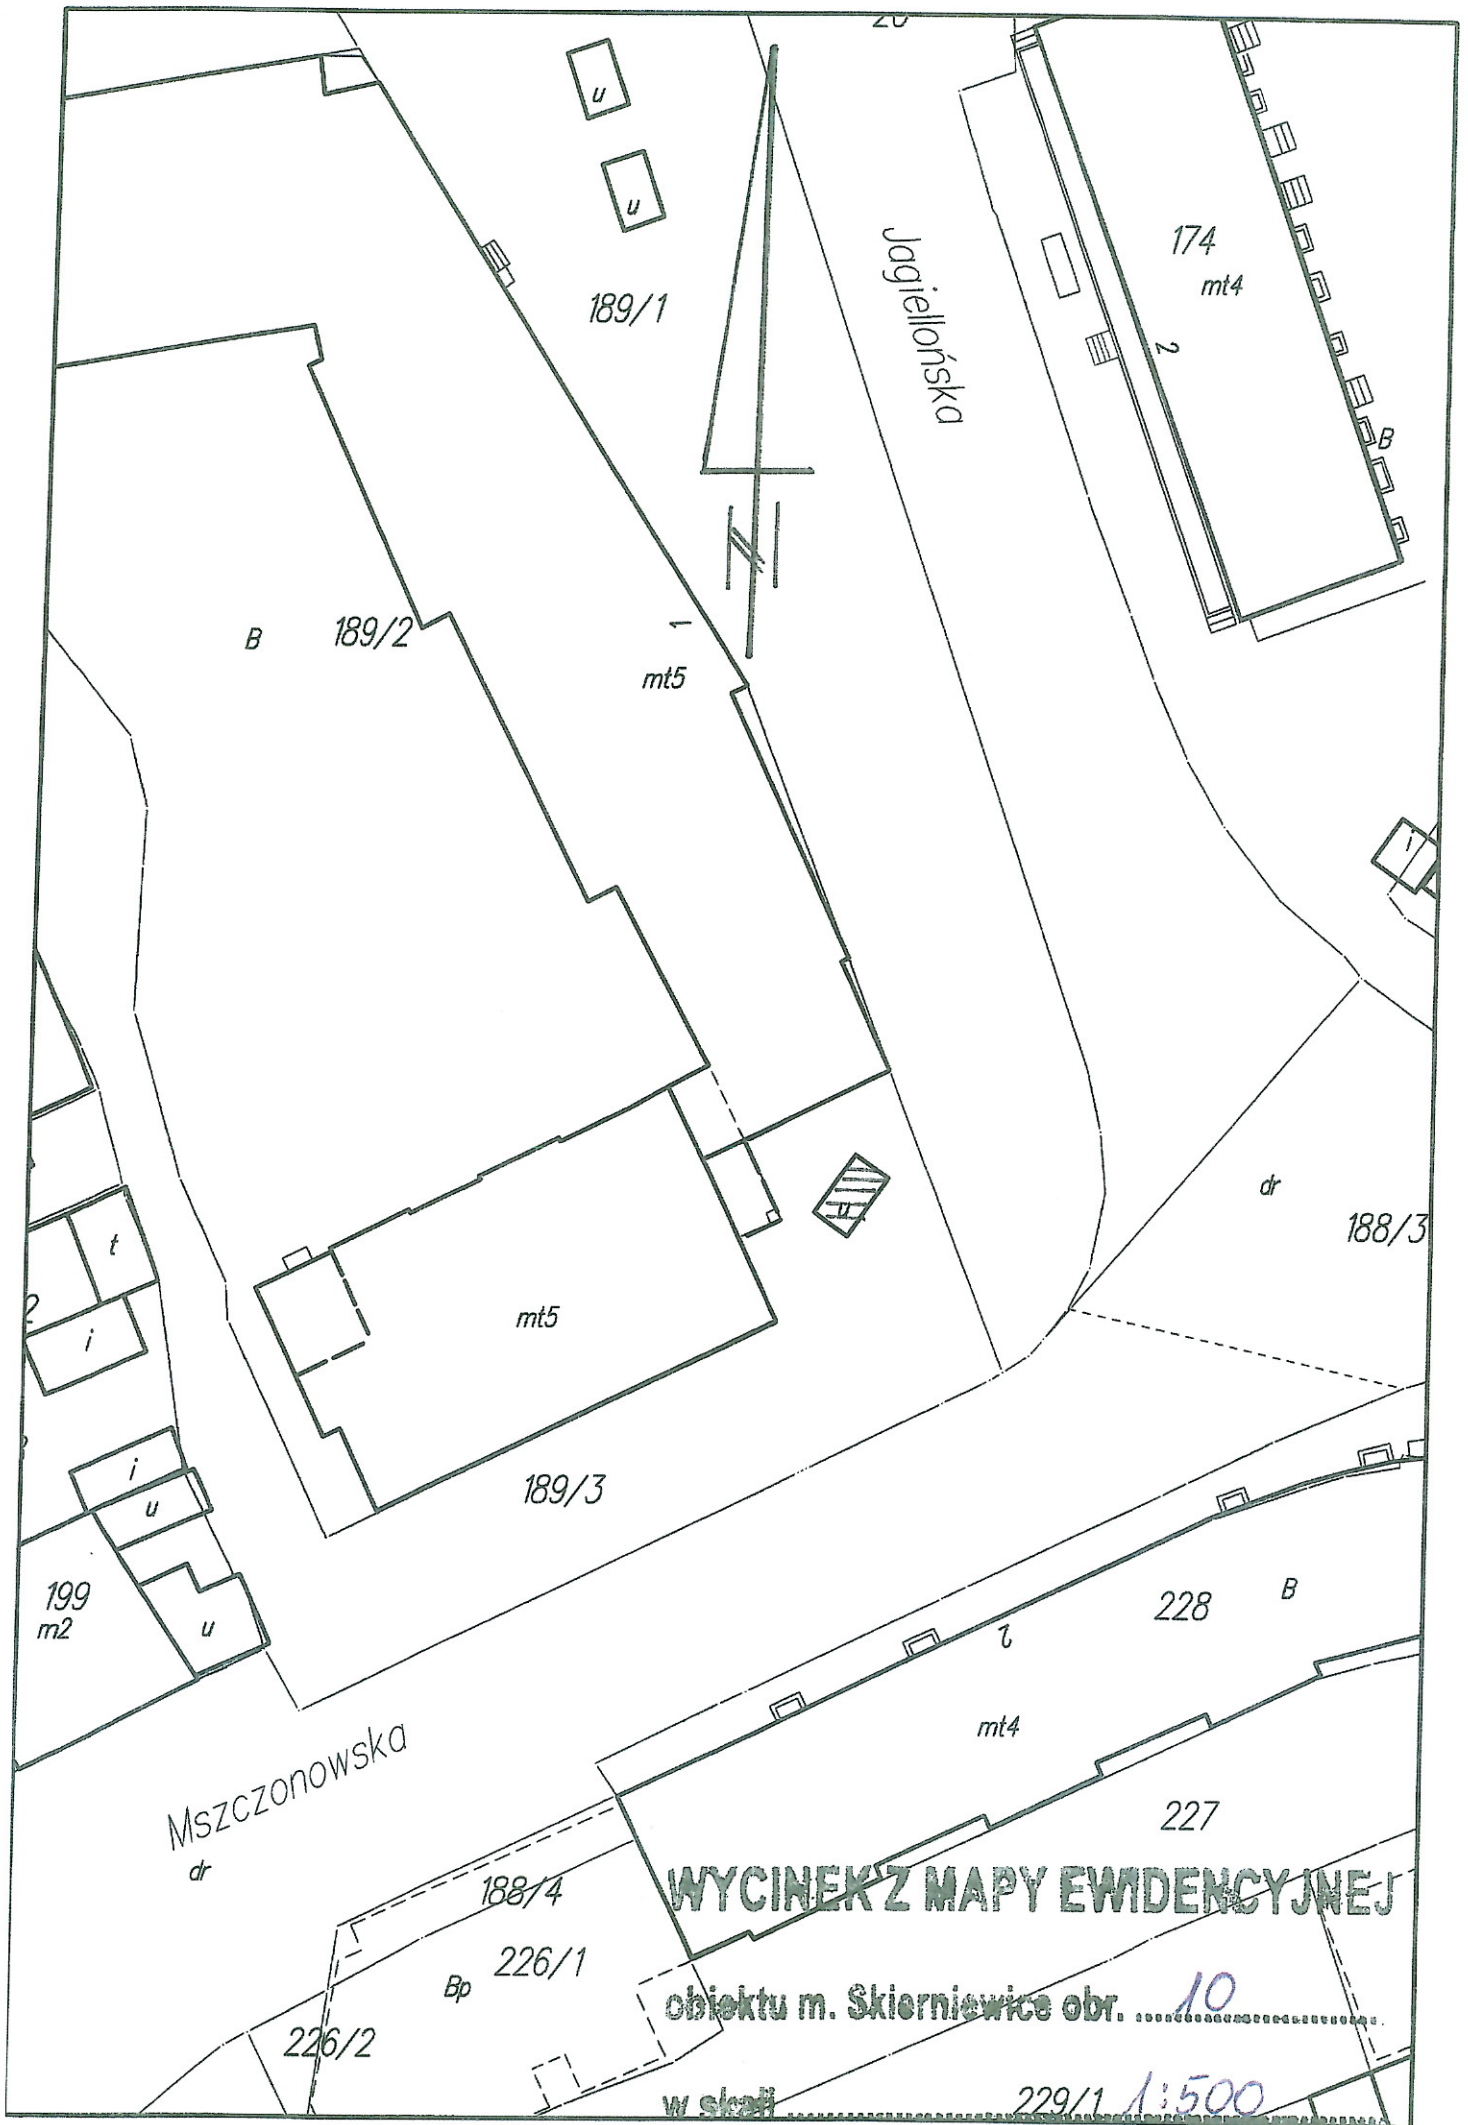 u
u
174
mt4
189/1
Jagiellońska
2
B
N
B
189/2
1
mt5
i
dr
188/3
u
t
i
mt5
189/3
i
u
199
m2
u
228
B
2
mt4
Mszczonowska
dr
227
188/4
WYCINEK Z MAPY EWIDENCYJNEJ
226/1
Bp
obiektu m. Skierniewice obr. 10
226/2
w skali 1:500
229/1